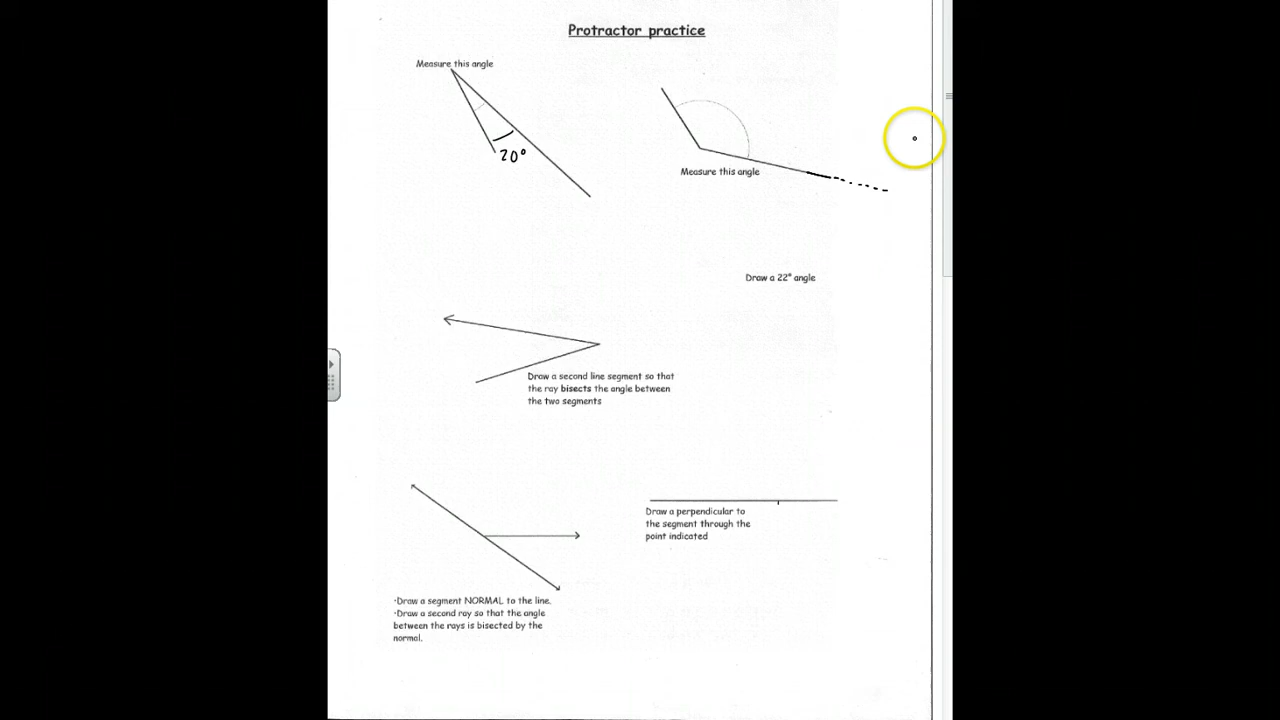 Protractor practice
Measure this angle
20°
Measure this angle
Draw a 22° angle
Draw a second line segment so that
the ray bisects the angle between
the two segments
Draw a perpendicular to
the segment through the
point indicated
·Draw a segment NORMAL to the line.
·Draw a second ray so that the angle
between the rays is bisected by the
normal.